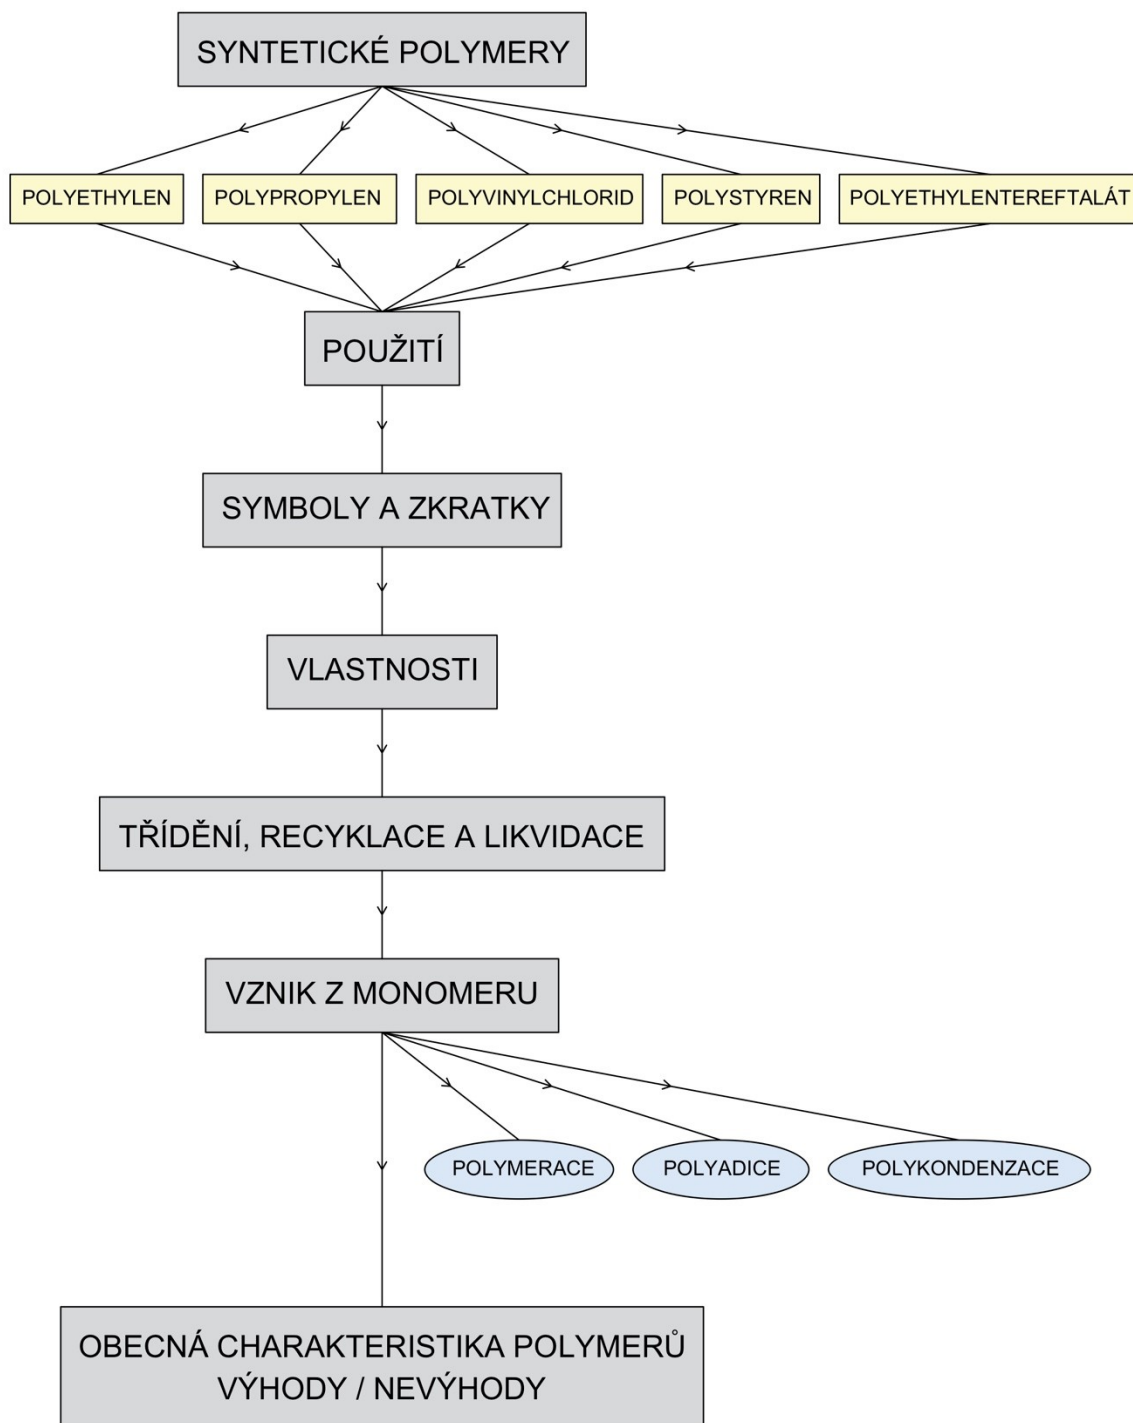 SYNTETICKÉ POLYMERY
POLYETHYLEN
POLYPROPYLEN
POLYVINYLCHLORID
POLYSTYREN
POLYETHYLENTEREFTALÁT
POUŽITÍ
SYMBOLY A ZKRATKY
VLASTNOSTI
TŘÍDĚNÍ, RECYKLACE A LIKVIDACE
VZNIK Z MONOMERU
POLYMERACE
POLYADICE
POLYKONDENZACE
OBECNÁ CHARAKTERISTIKA POLYMERŮ
VÝHODY / NEVÝHODY